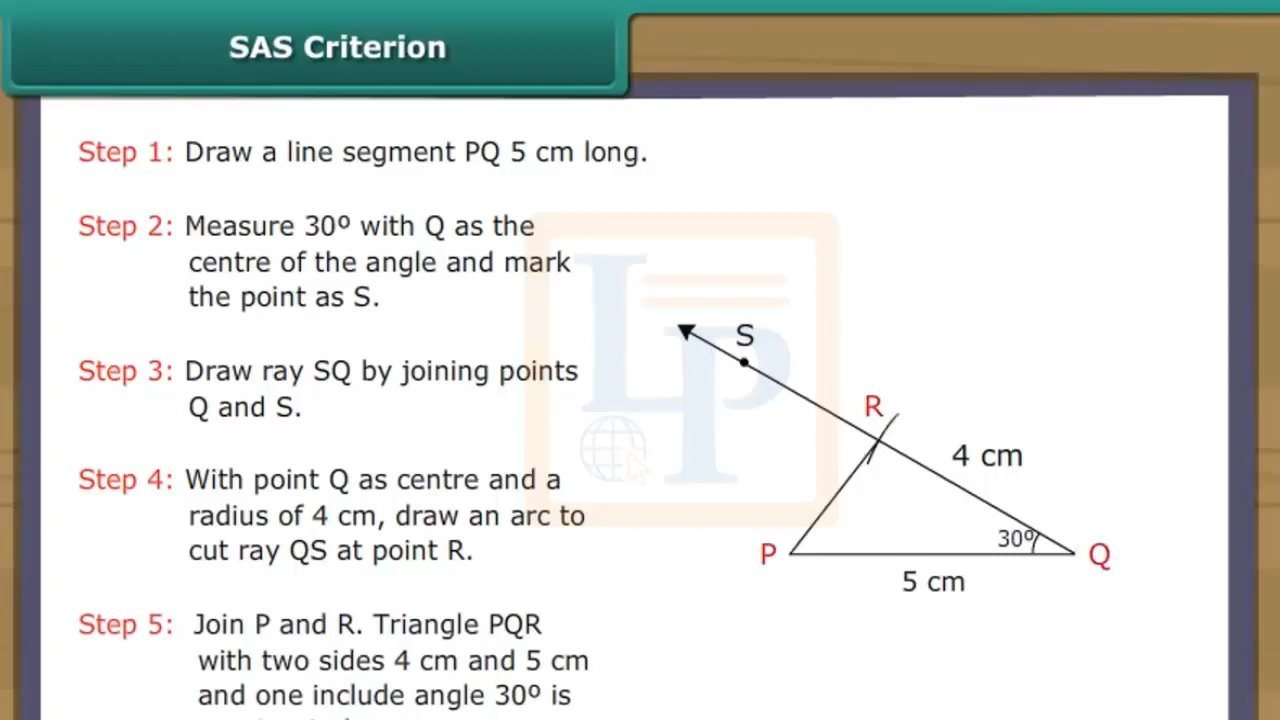 SAS Criterion
Step 1: Draw a line segment PQ 5 cm long.
Step 2: Measure 30º with Q as the
centre of the angle and mark
the point as S.
Step 3: Draw ray SQ by joining points
Q and S.
Step 4: With point Q as centre and a
radius of 4 cm, draw an arc to
cut ray QS at point R.
Step 5: Join P and R. Triangle PQR
with two sides 4 cm and 5 cm
and one include angle 30º is
S
R
4 cm
30º
P
Q
5 cm
LP